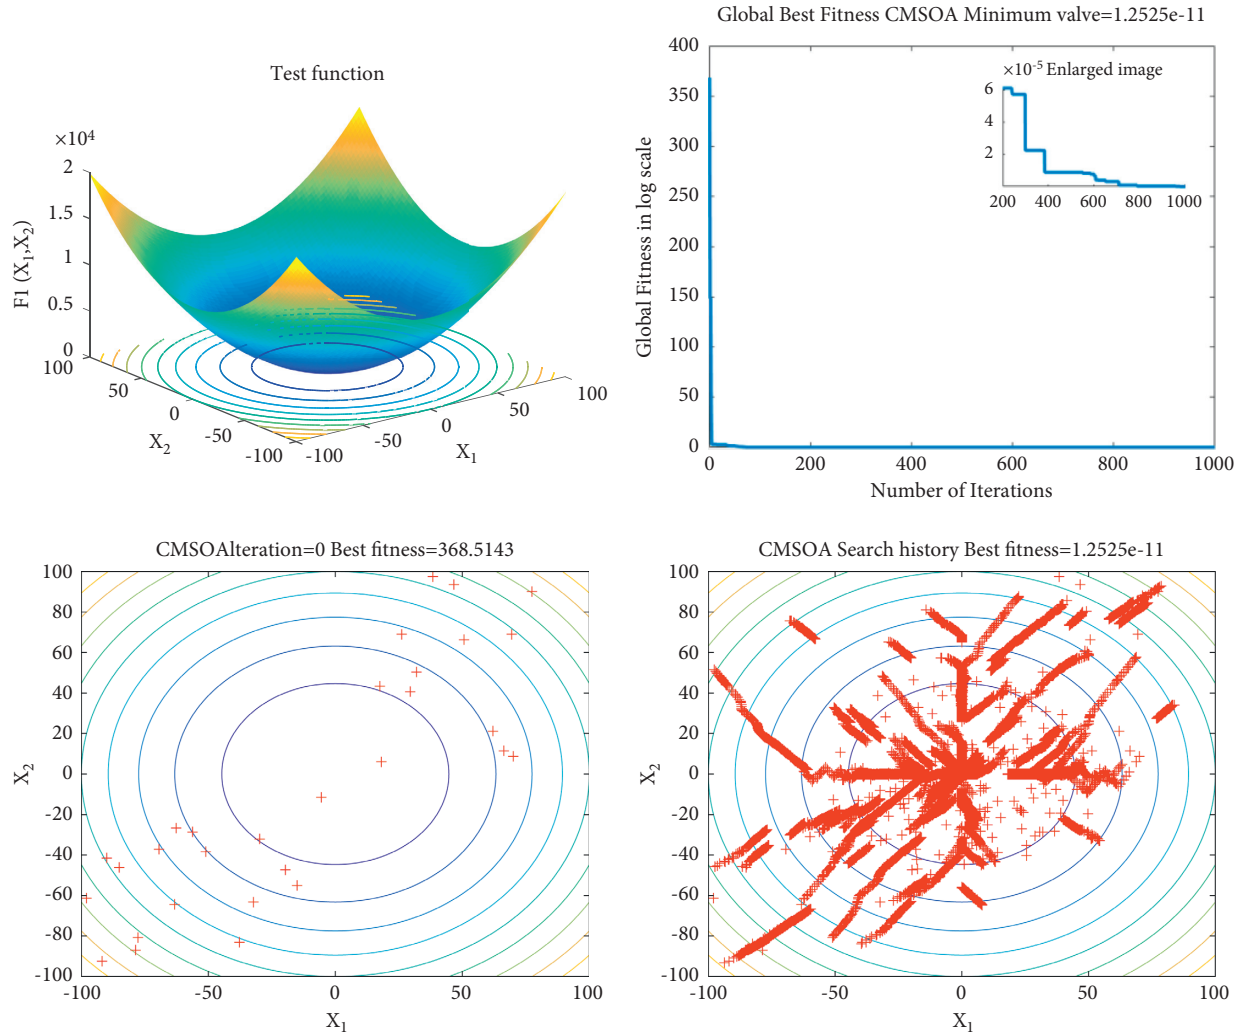 Test function
×10⁴
2
1.5
1
0.5
0
F1 (X₁,X₂)
100
50
0
-50
-100
X₂
-100
-50
0
50
100
X₁
Global Best Fitness CMSOA Minimum valve=1.2525e-11
400
350
300
250
200
150
100
50
0
Global Fitness in log scale
×10⁻⁵ Enlarged image
6
4
2
200 400 600 800 1000
0 200 400 600 800 1000
Number of Iterations
CMSOAIteration=0 Best fitness=368.5143
100
80
60
40
20
0
-20
-40
-60
-80
-100
X₂
-100 -50 0 50 100
X₁
CMSOA Search history Best fitness=1.2525e-11
100
80
60
40
20
0
-20
-40
-60
-80
-100
X₂
-100 -50 0 50 100
X₁